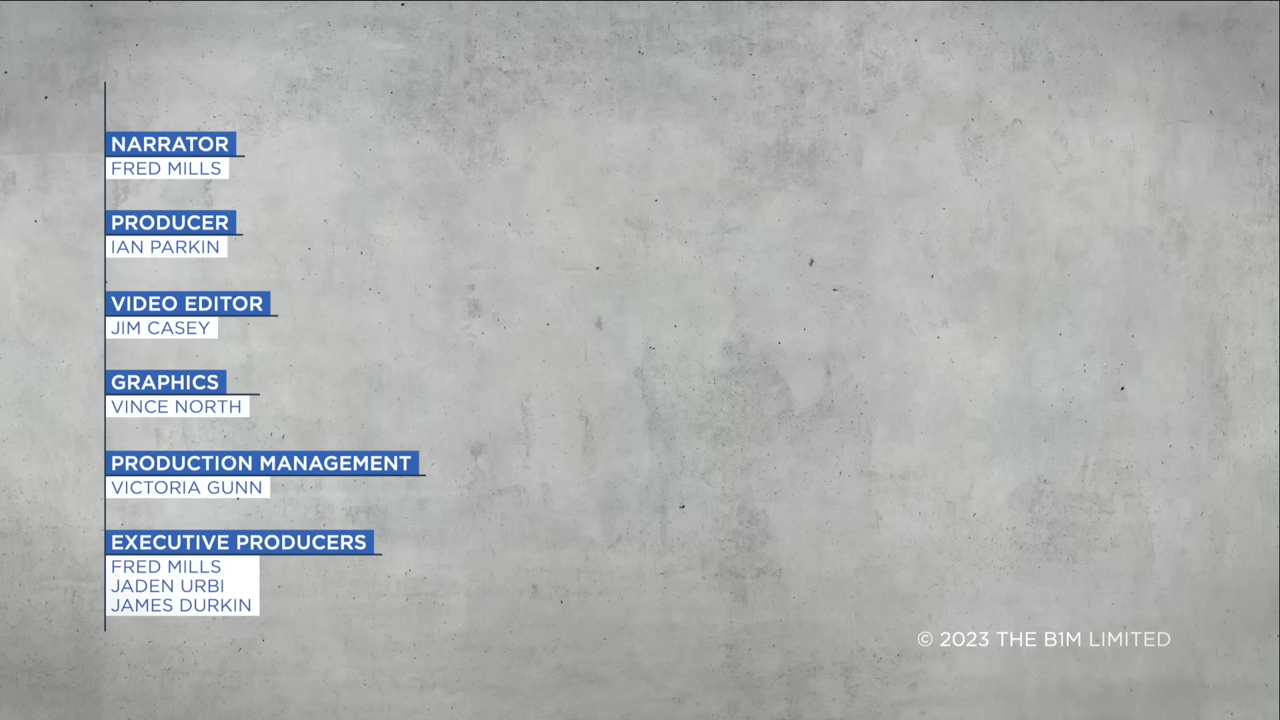 NARRATOR
FRED MILLS
PRODUCER
IAN PARKIN
VIDEO EDITOR
JIM CASEY
GRAPHICS
VINCE NORTH
PRODUCTION MANAGEMENT
VICTORIA GUNN
EXECUTIVE PRODUCERS
FRED MILLS
JADEN URBI
JAMES DURKIN
© 2023 THE B1M LIMITED